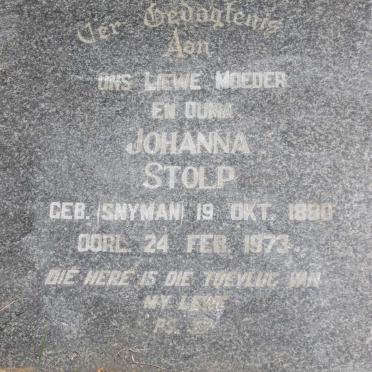 Ter Gedagtenis
Aan
ONS LIEWE MOEDER
EN OUMA
JOHANNA
STOLP
GEB. (SNYMAN) 19 OKT. 1880
OORL. 24 FEB. 1973.
DIE HERE IS DIE TOEVLUG VAN
MY LEWE
PS.